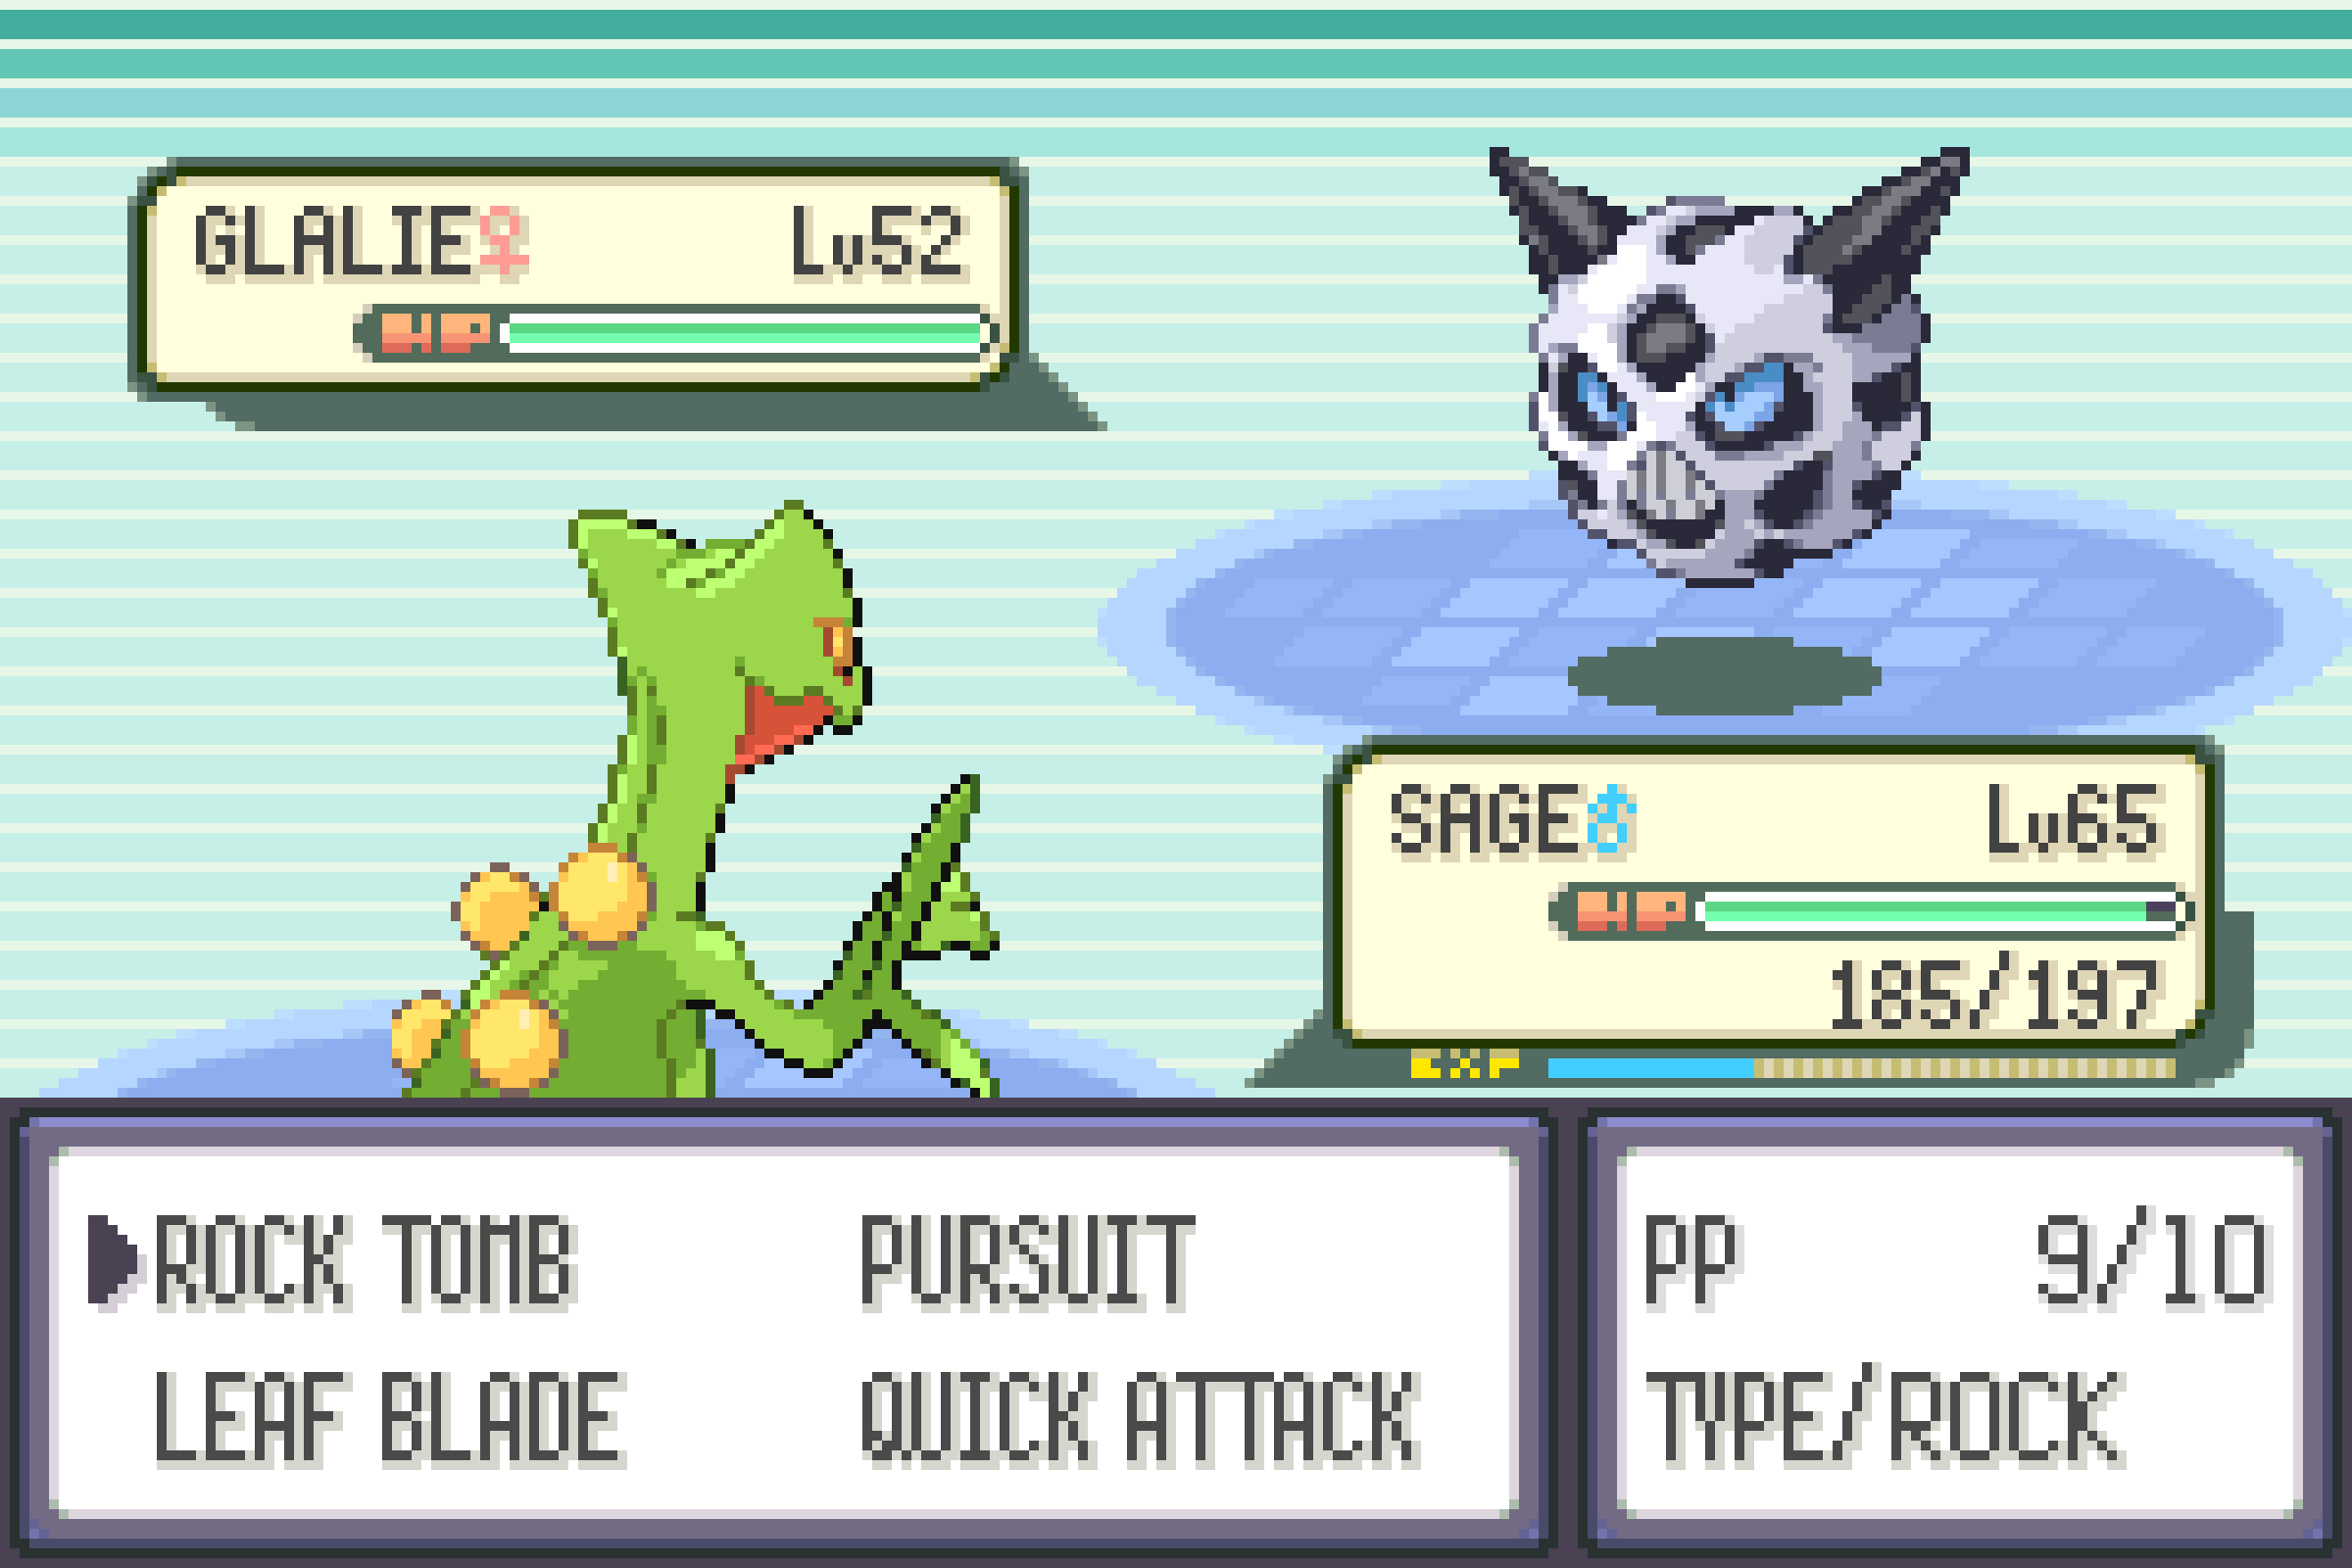 GLALIE♀ Lv52
HP
SAGE♂ Lv65
HP
185/197
EXP
ROCK TOMB PURSUIT
LEAF BLADE QUICK ATTACK
PP 9/10
TYPE/ROCK